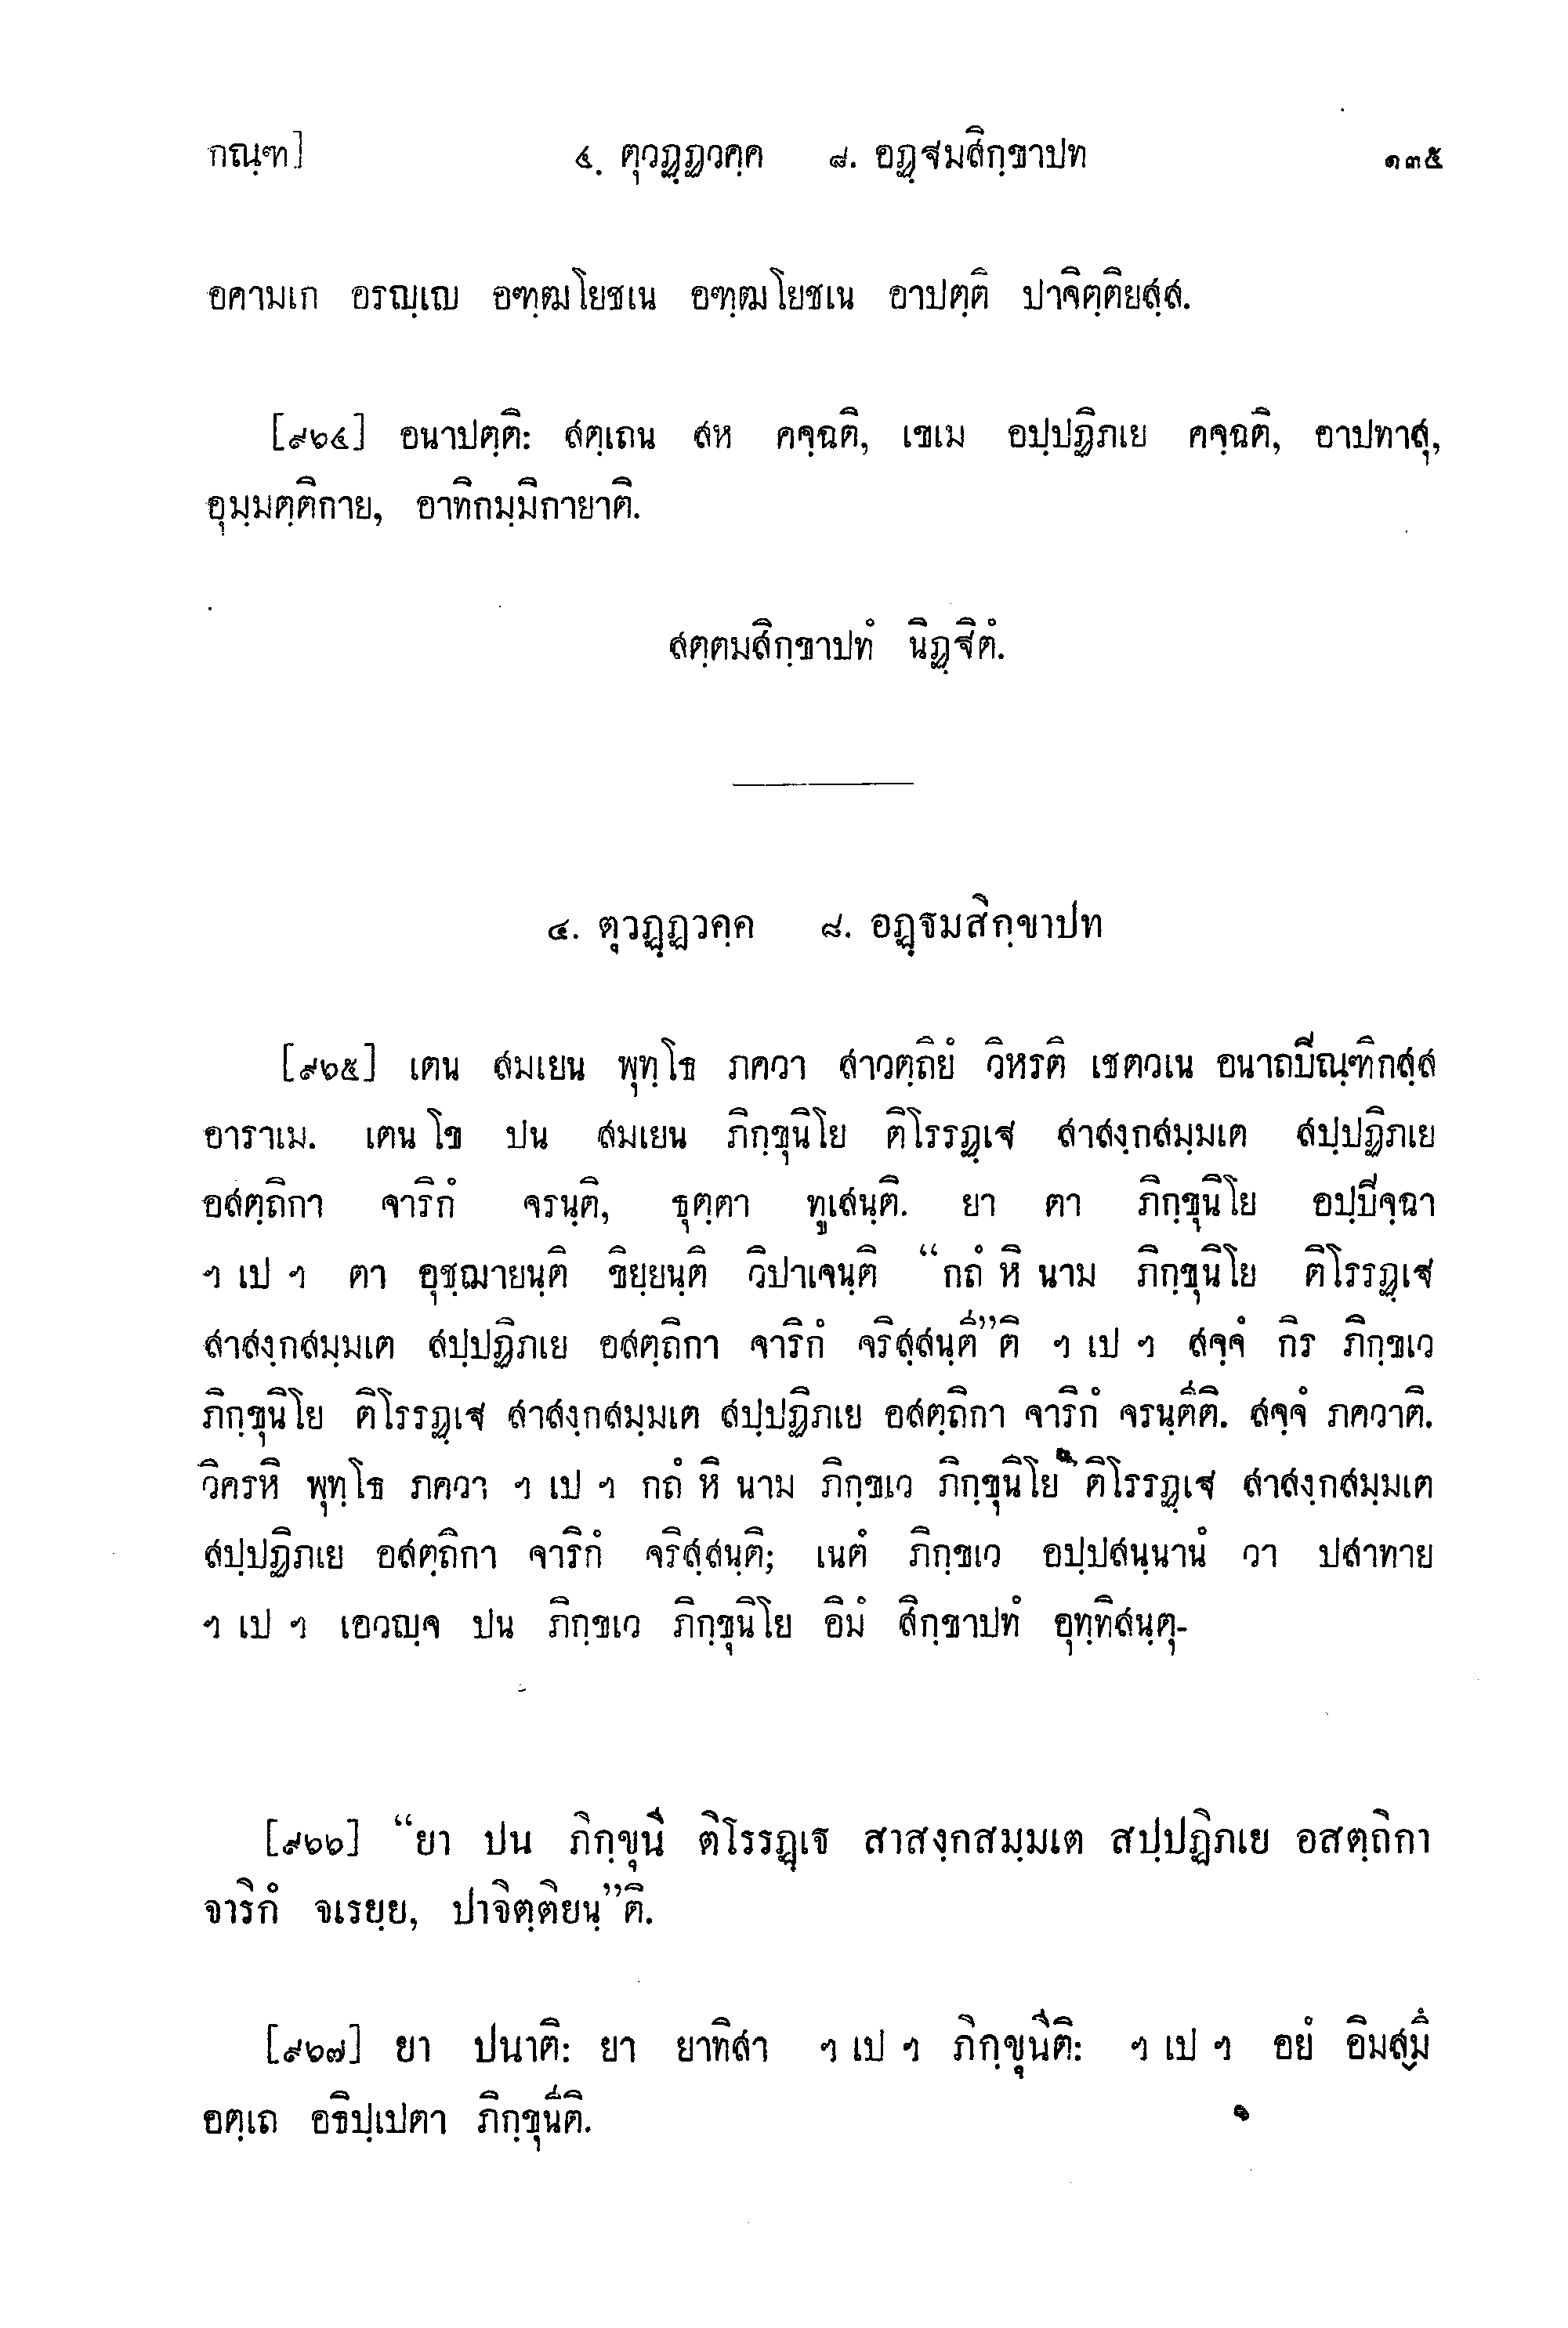 กณฺฑ] ๔. ตุวฏฺฏวคฺค ๘. อฏฺฐมสิกฺขาปท ๑๓๕
อคามเก อรญฺเญ อฑฺฒโยชเน อฑฺฒโยชเน อาปตฺติ ปาจิตฺติยสฺส.
[๙๖๔] อนาปตฺติ: สตฺเถน สห คจฺฉติ, เขเม อปฺปฏิภเย คจฺฉติ, อาปทาสุ,
อุมฺมตฺติกาย, อาทิกมฺมิกายาติ.
สตฺตมสิกฺขาปทํ นิฏฺฐิตํ.
๔. ตุวฏฺฏวคฺค ๘. อฏฺฐมสิกฺขาปท
[๙๖๕] เตน สมเยน พุทฺโธ ภควา สาวตฺถิยํ วิหรติ เชตวเน อนาถปิณฺฑิกสฺส
อาราเม. เตน โข ปน สมเยน ภิกฺขุนิโย ติโรรฏฺเฐ สาสงฺกสมฺมเต สปฺปฏิภเย
อสตฺถิกา จาริกํ จรนฺติ, ธุตฺตา ทูเสนฺติ. ยา ตา ภิกฺขุนิโย อปฺปิจฺฉา
ฯ เป ฯ ตา อุชฺฌายนฺติ ขิยฺยนฺติ วิปาเจนฺติ “กถํ หิ นาม ภิกฺขุนิโย ติโรรฏฺเฐ
สาสงฺกสมฺมเต สปฺปฏิภเย อสตฺถิกา จาริกํ จริสฺสนฺตี”ติ ฯ เป ฯ สจฺจํ กิร ภิกฺขเว
ภิกฺขุนิโย ติโรรฏฺเฐ สาสงฺกสมฺมเต สปฺปฏิภเย อสตฺถิกา จาริกํ จรนฺตีติ. สจฺจํ ภควาติ.
วิครหิ พุทฺโธ ภควา ฯ เป ฯ กถํ หิ นาม ภิกฺขเว ภิกฺขุนิโย ติโรรฏฺเฐ สาสงฺกสมฺมเต
สปฺปฏิภเย อสตฺถิกา จาริกํ จริสฺสนฺติ; เนตํ ภิกฺขเว อปฺปสนฺนานํ วา ปสาทาย
ฯ เป ฯ เอวญฺจ ปน ภิกฺขเว ภิกฺขุนิโย อิมํ สิกฺขาปทํ อุทฺทิสนฺตุ-
[๙๖๖] “ยา ปน ภิกฺขุนี ติโรรฏฺเฐ สาสงฺกสมฺมเต สปฺปฏิภเย อสตฺถิกา
จาริกํ จเรยฺย, ปาจิตฺติยนฺ”ติ.
[๙๖๗] ยา ปนาติ: ยา ยาทิสา ฯ เป ฯ ภิกฺขุนีติ: ฯ เป ฯ อยํ อิมสฺมิํ
อตฺเถ อธิปฺเปตา ภิกฺขุนีติ.